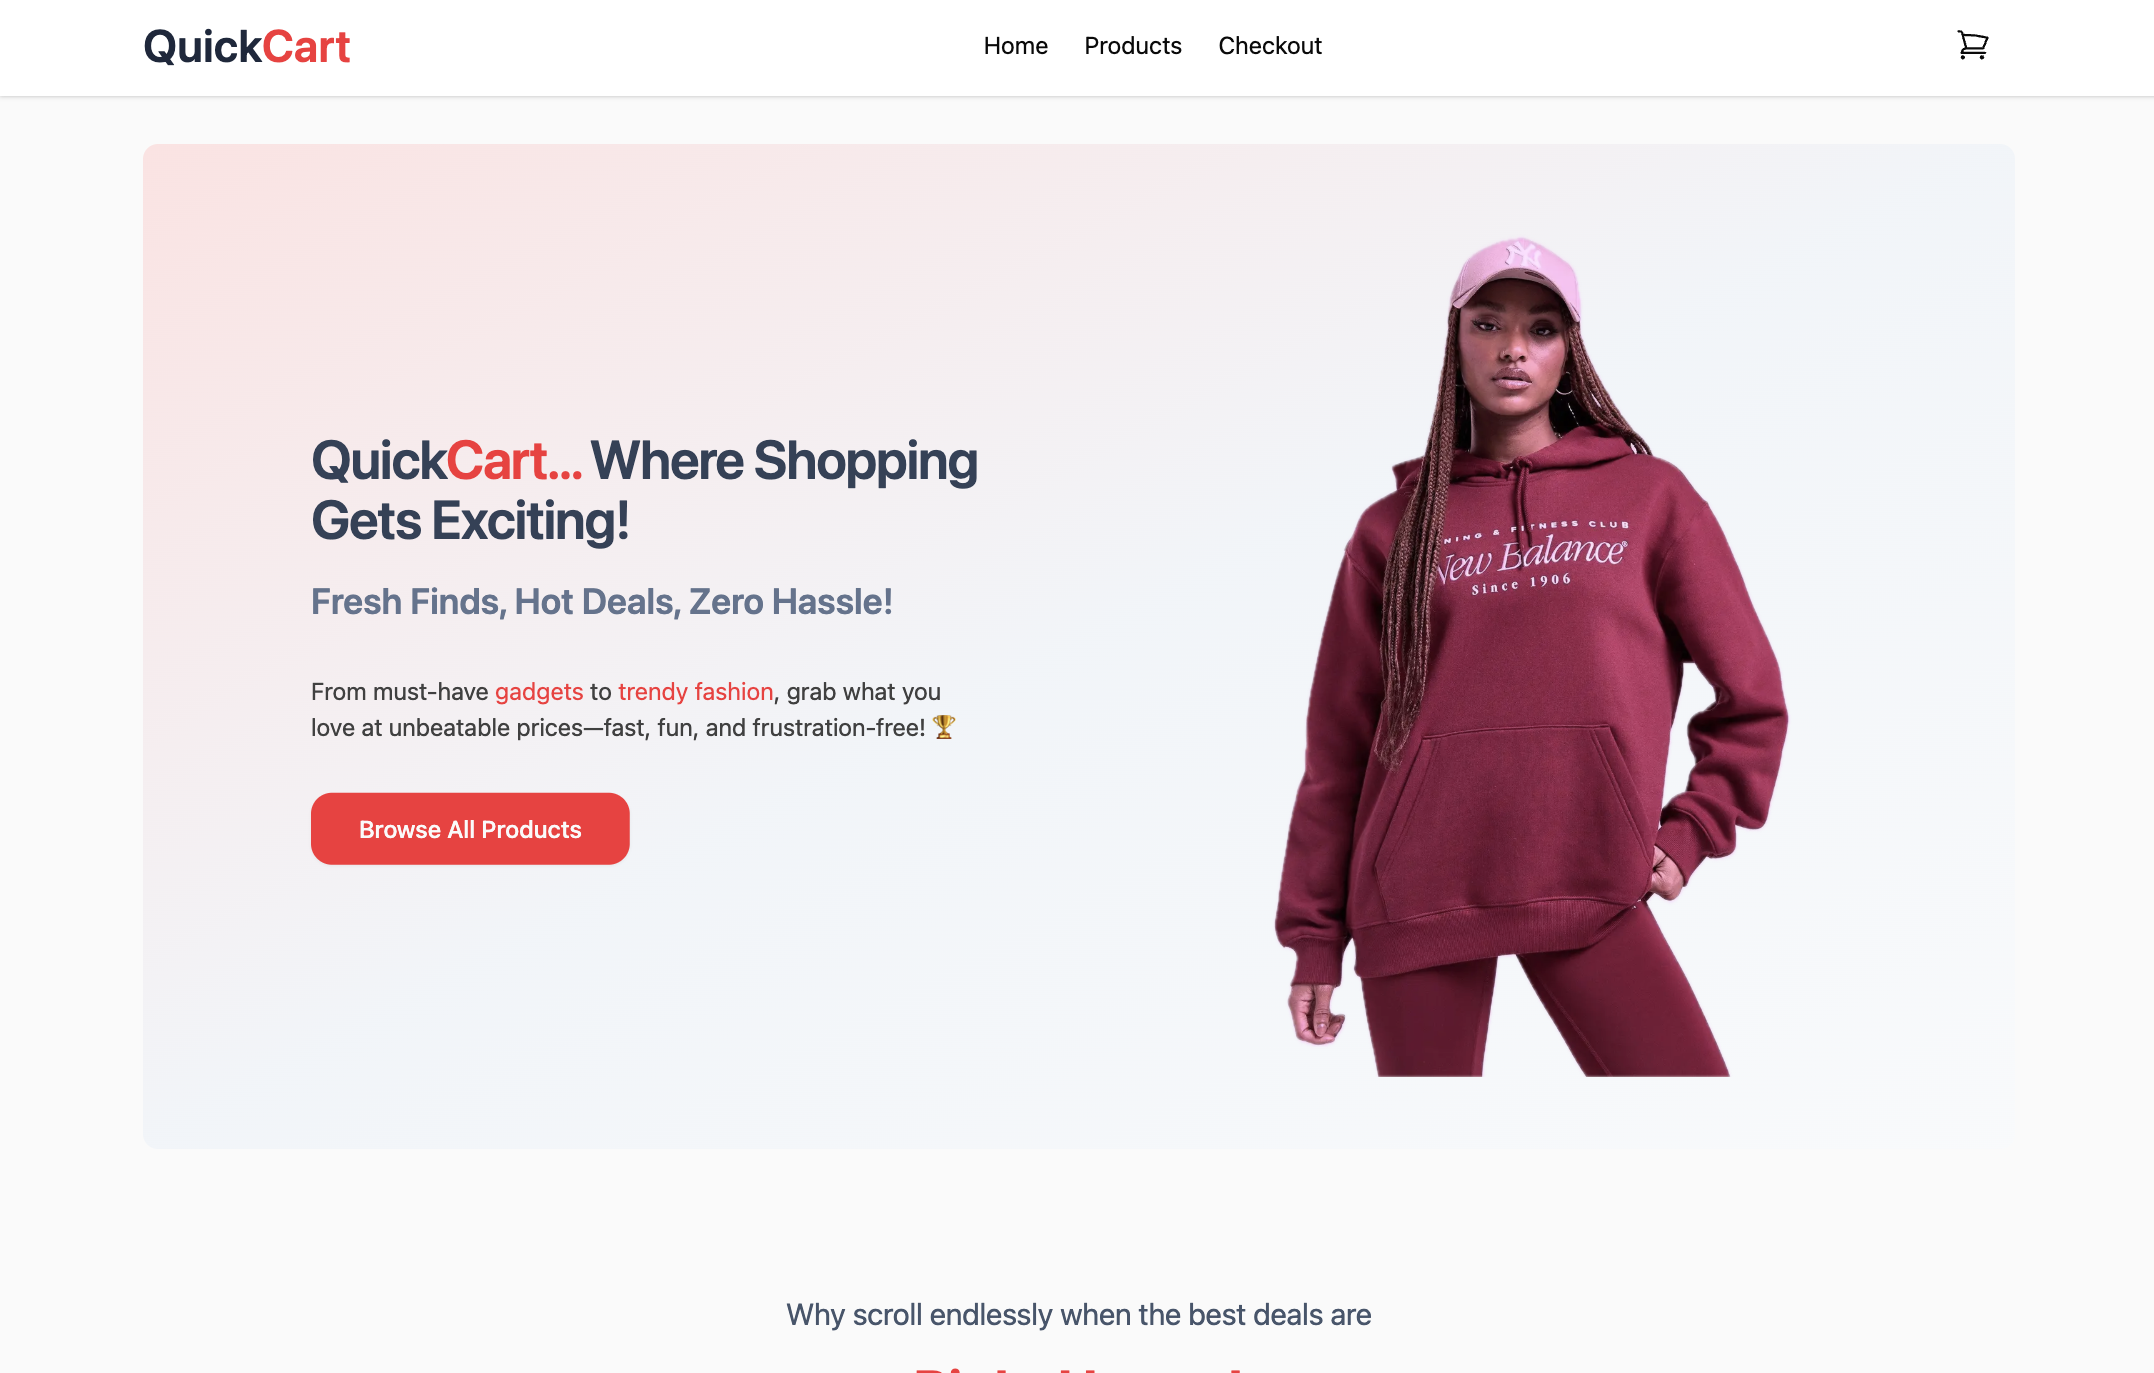 QuickCart
Home Products Checkout
NY
QuickCart... Where Shopping
Gets Exciting!
Fresh Finds, Hot Deals, Zero Hassle!
From must-have gadgets to trendy fashion, grab what you
love at unbeatable prices—fast, fun, and frustration-free! 🏆
Browse All Products
& FITNESS CLUB
New Balance®
Since 1906
Why scroll endlessly when the best deals are